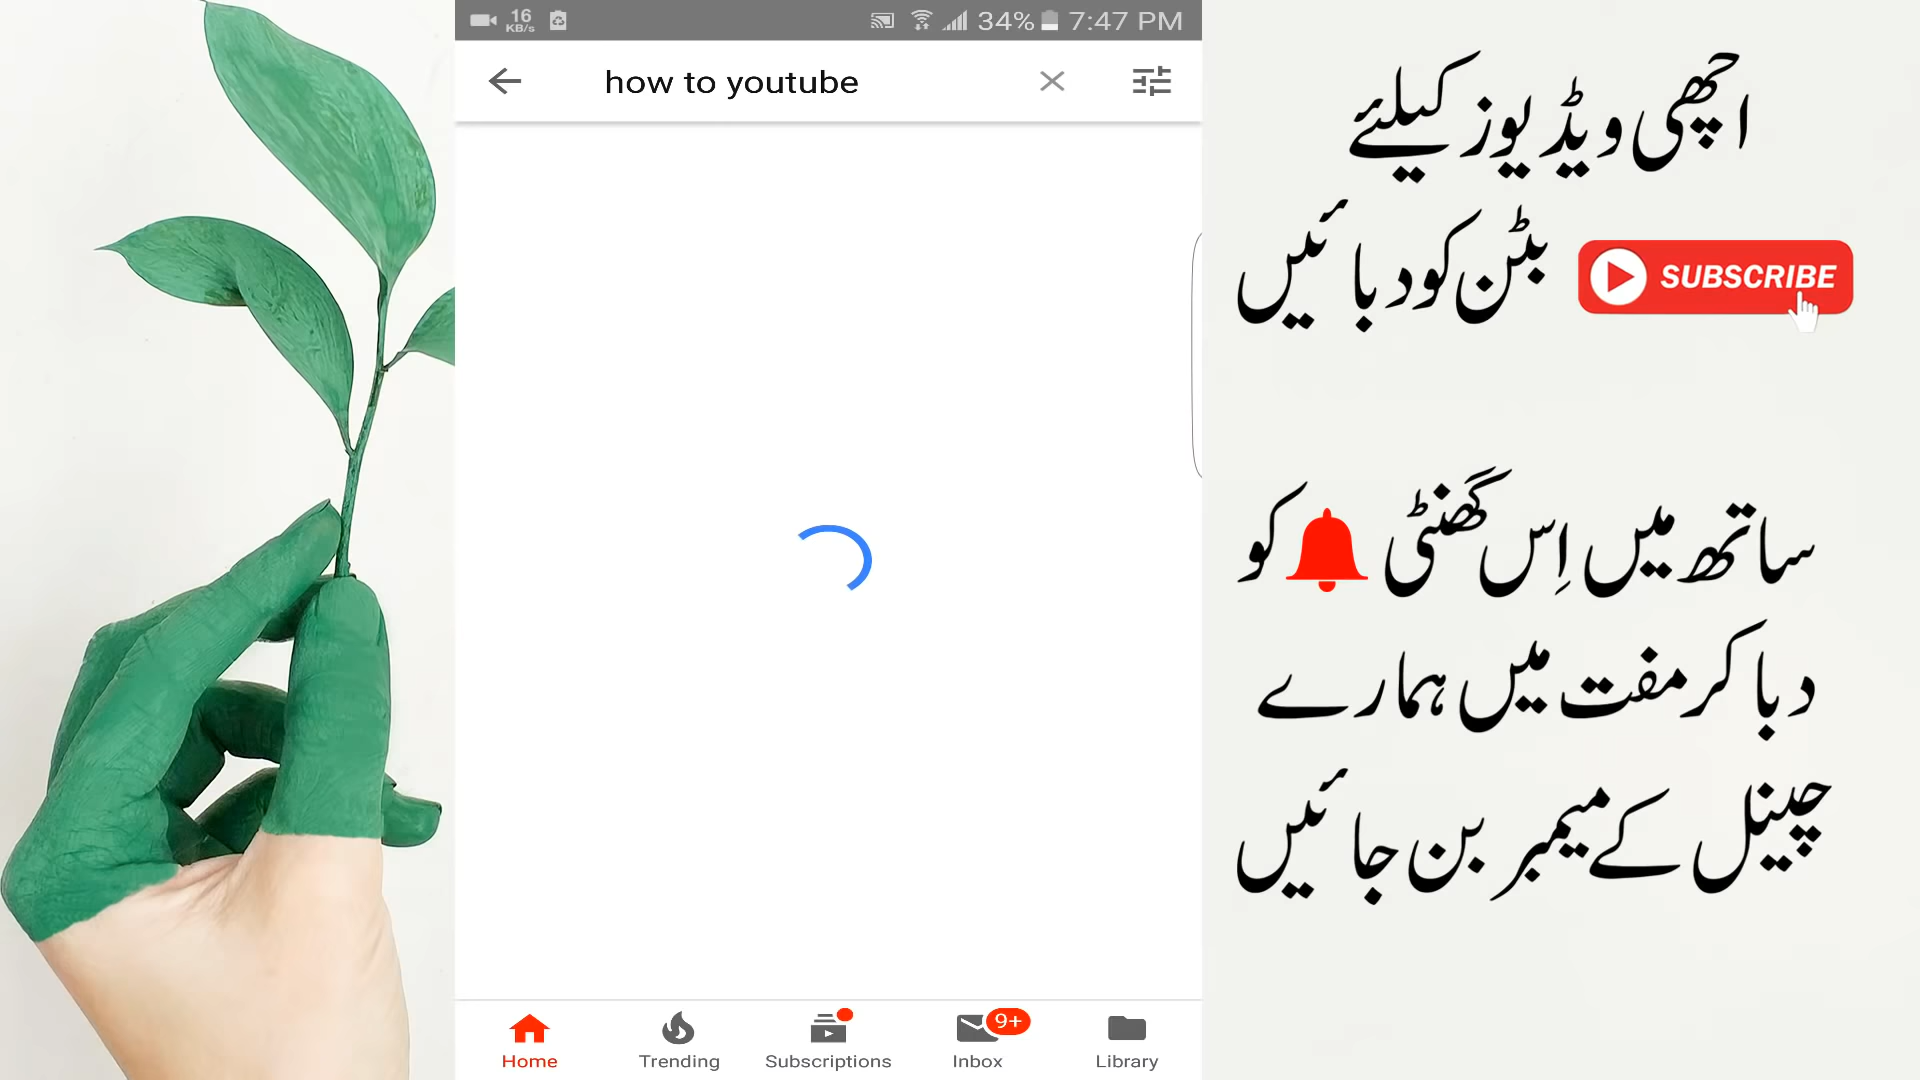 16
KB/s
34%
7:47 PM
how to youtube
Home
Trending
Subscriptions
9+
Inbox
Library
اچھی ویڈیوز کیلئے
SUBSCRIBE بٹن کو دبائیں
ساتھ میں اِس گھنٹی کو
دبا کر مفت میں ہمارے
چینل کے میمبر بن جائیں